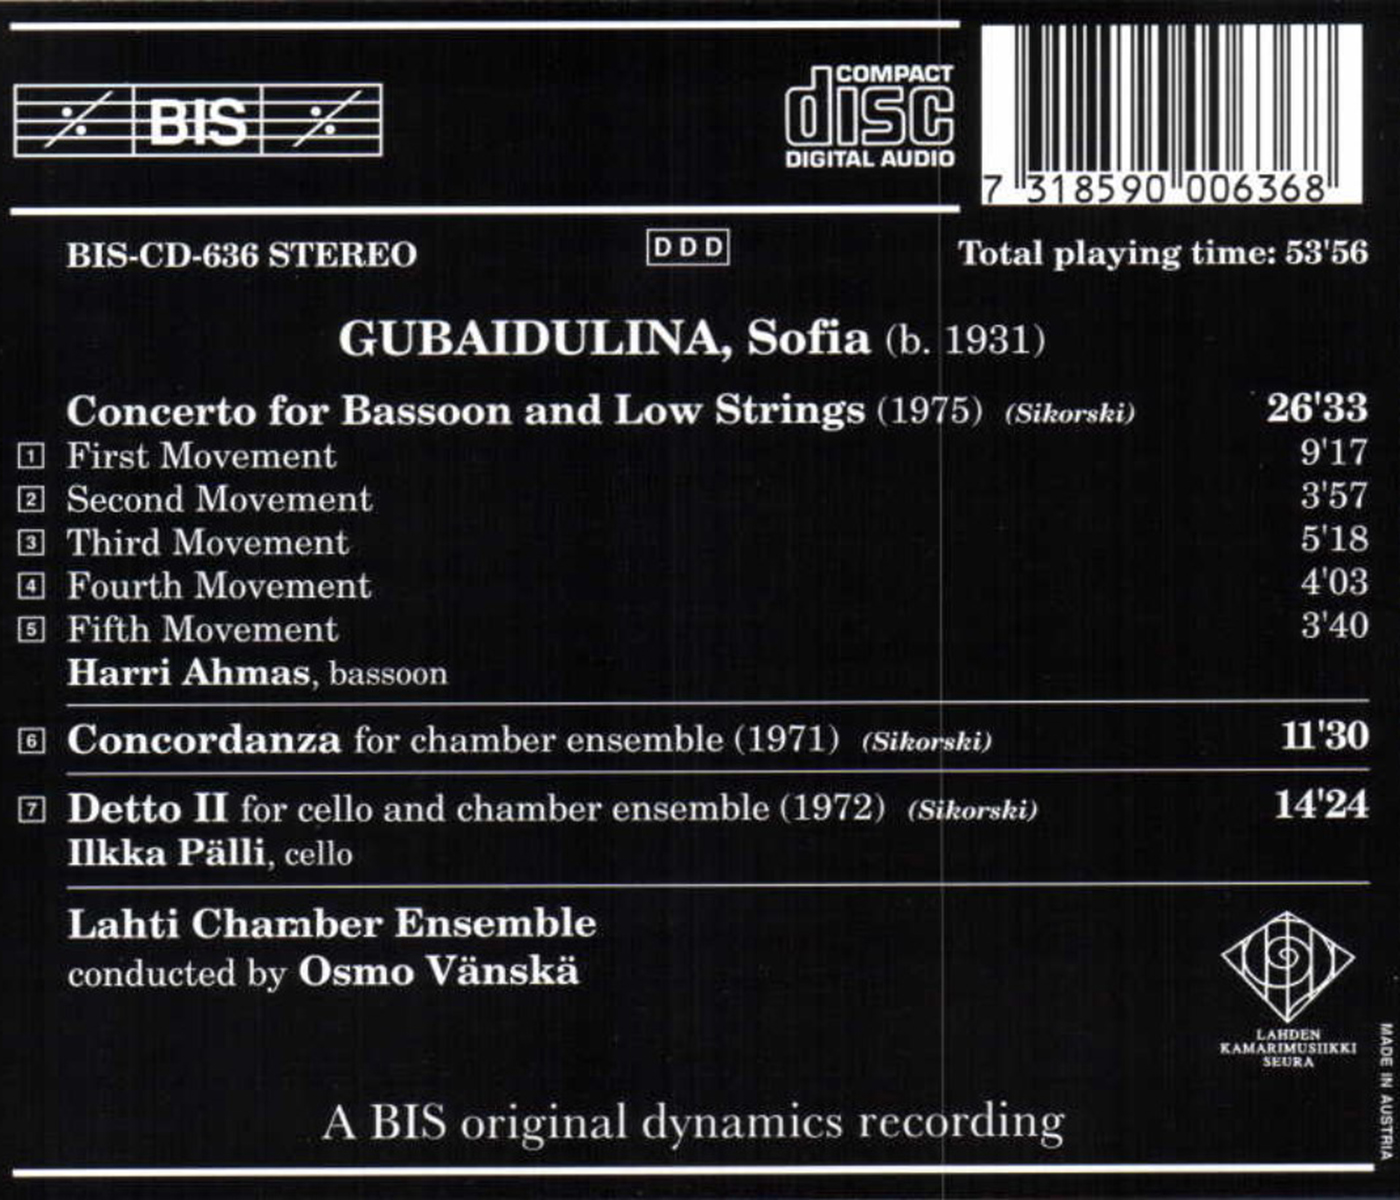 BIS
COMPACT
disc
DIGITAL AUDIO
7 318590 006368
BIS-CD-636 STEREO
D D D
Total playing time: 53'56
GUBAIDULINA, Sofia (b. 1931)
Concerto for Bassoon and Low Strings (1975) (Sikorski) 26'33
1 First Movement 9'17
2 Second Movement 3'57
3 Third Movement 5'18
4 Fourth Movement 4'03
5 Fifth Movement 3'40
Harri Ahmas, bassoon
6 Concordanza for chamber ensemble (1971) (Sikorski) 11'30
7 Detto II for cello and chamber ensemble (1972) (Sikorski) 14'24
Ilkka Pälli, cello
Lahti Chamber Ensemble
conducted by Osmo Vänskä
LAHDEN
KAMARIMUSIIKKI
SEURA
MADE IN AUSTRIA
A BIS original dynamics recording